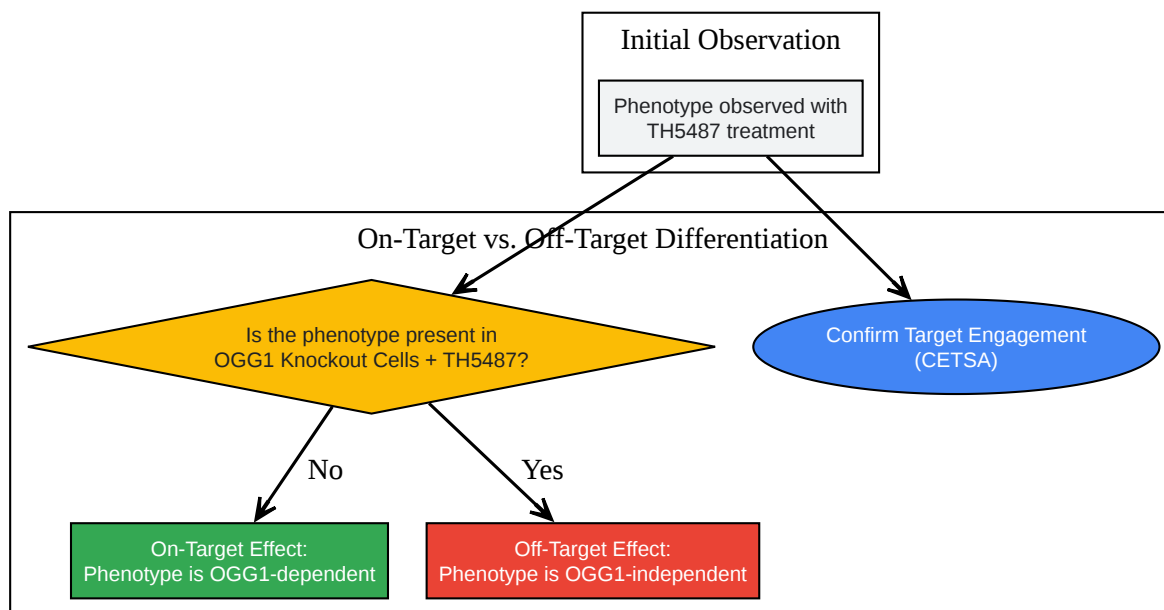 Initial Observation
Phenotype observed with
TH5487 treatment
On-Target vs. Off-Target Differentiation
Is the phenotype present in
OGG1 Knockout Cells + TH5487?
Confirm Target Engagement
(CETSA)
No
Yes
On-Target Effect:
Phenotype is OGG1-dependent
Off-Target Effect:
Phenotype is OGG1-independent